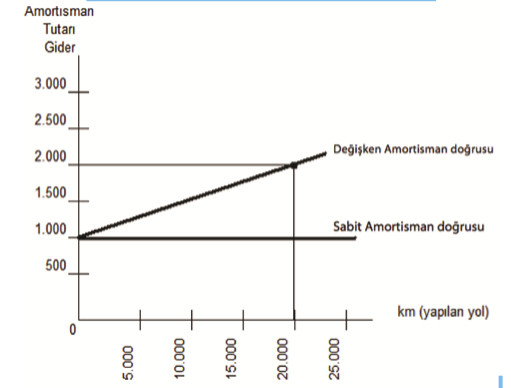 Amortısman
Tutarı
Gider
3.000
2.500
2.000
Değişken Amortisman doğrusu
1.500
1.000
Sabit Amortisman doğrusu
500
km (yapılan yol)
0
5.000
10.000
15.000
20.000
25.000